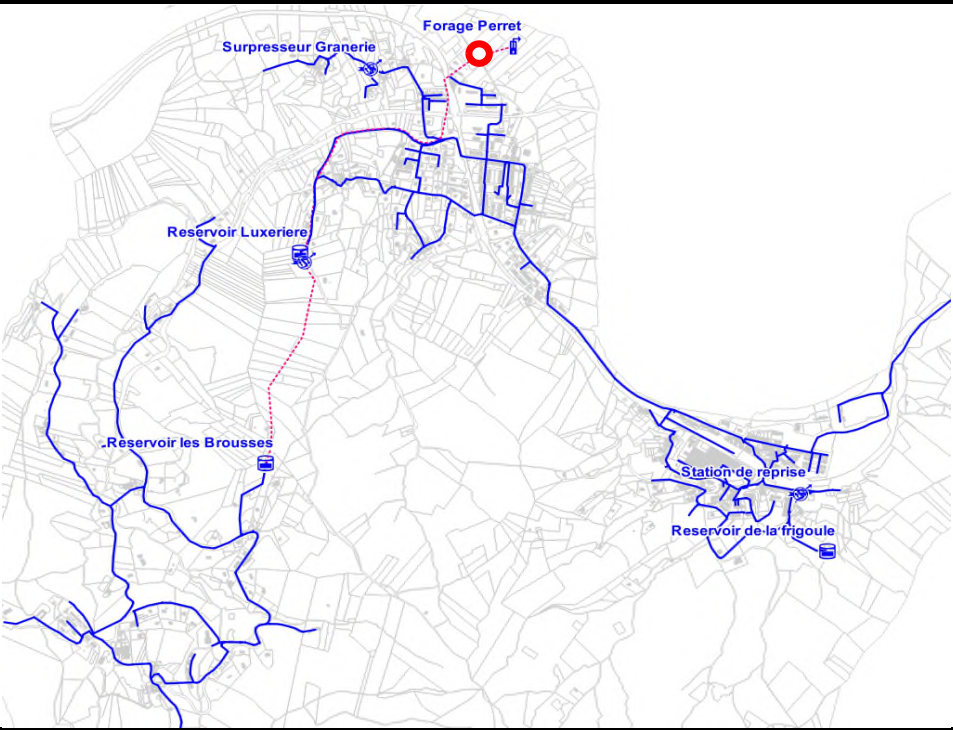 Forage Perret
Surpresseur Granerie
Reservoir Luxeriere
Reservoir les Brousses
Station de reprise
Reservoir de la frigoule